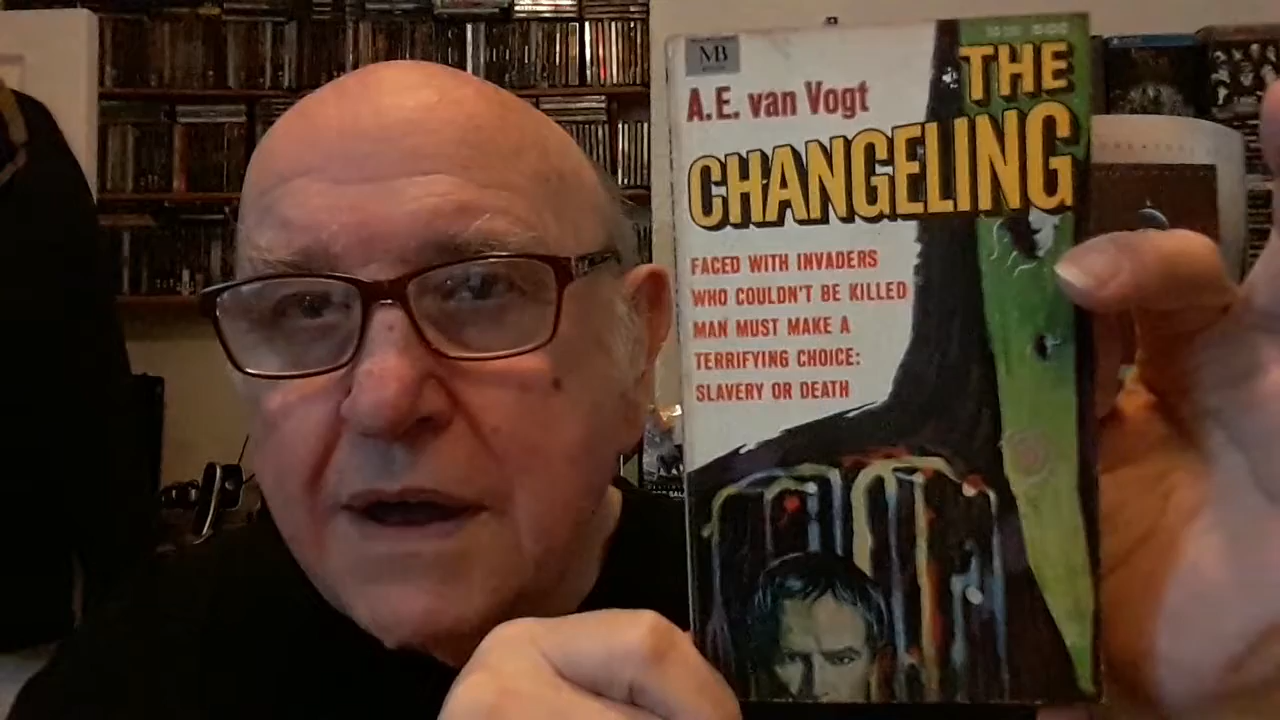 MB
A.E. van Vogt
THE
CHANGELING
FACED WITH INVADERS
WHO COULDN'T BE KILLED
MAN MUST MAKE A
TERRIFYING CHOICE:
SLAVERY OR DEATH